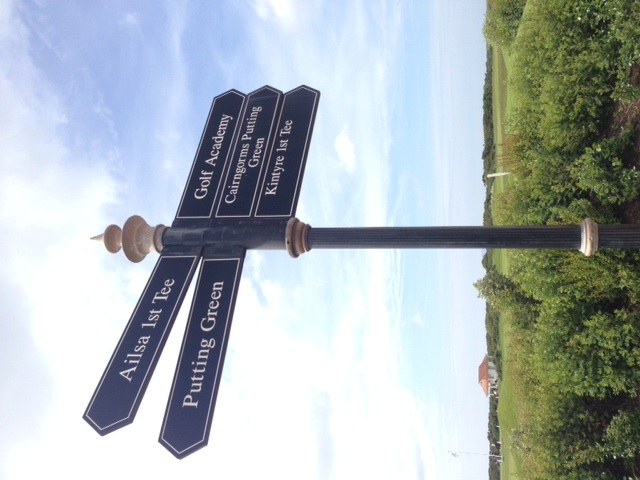 Golf Academy
Cairngorms Putting
Green
Kintyre 1st Tee
Ailsa 1st Tee
Putting Green